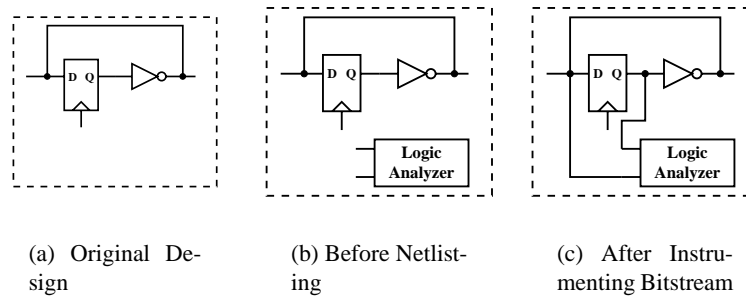 D Q
D Q
Logic
Analyzer
D Q
Logic
Analyzer
(a) Original De-
sign
(b) Before Netlist-
ing
(c) After Instru-
menting Bitstream